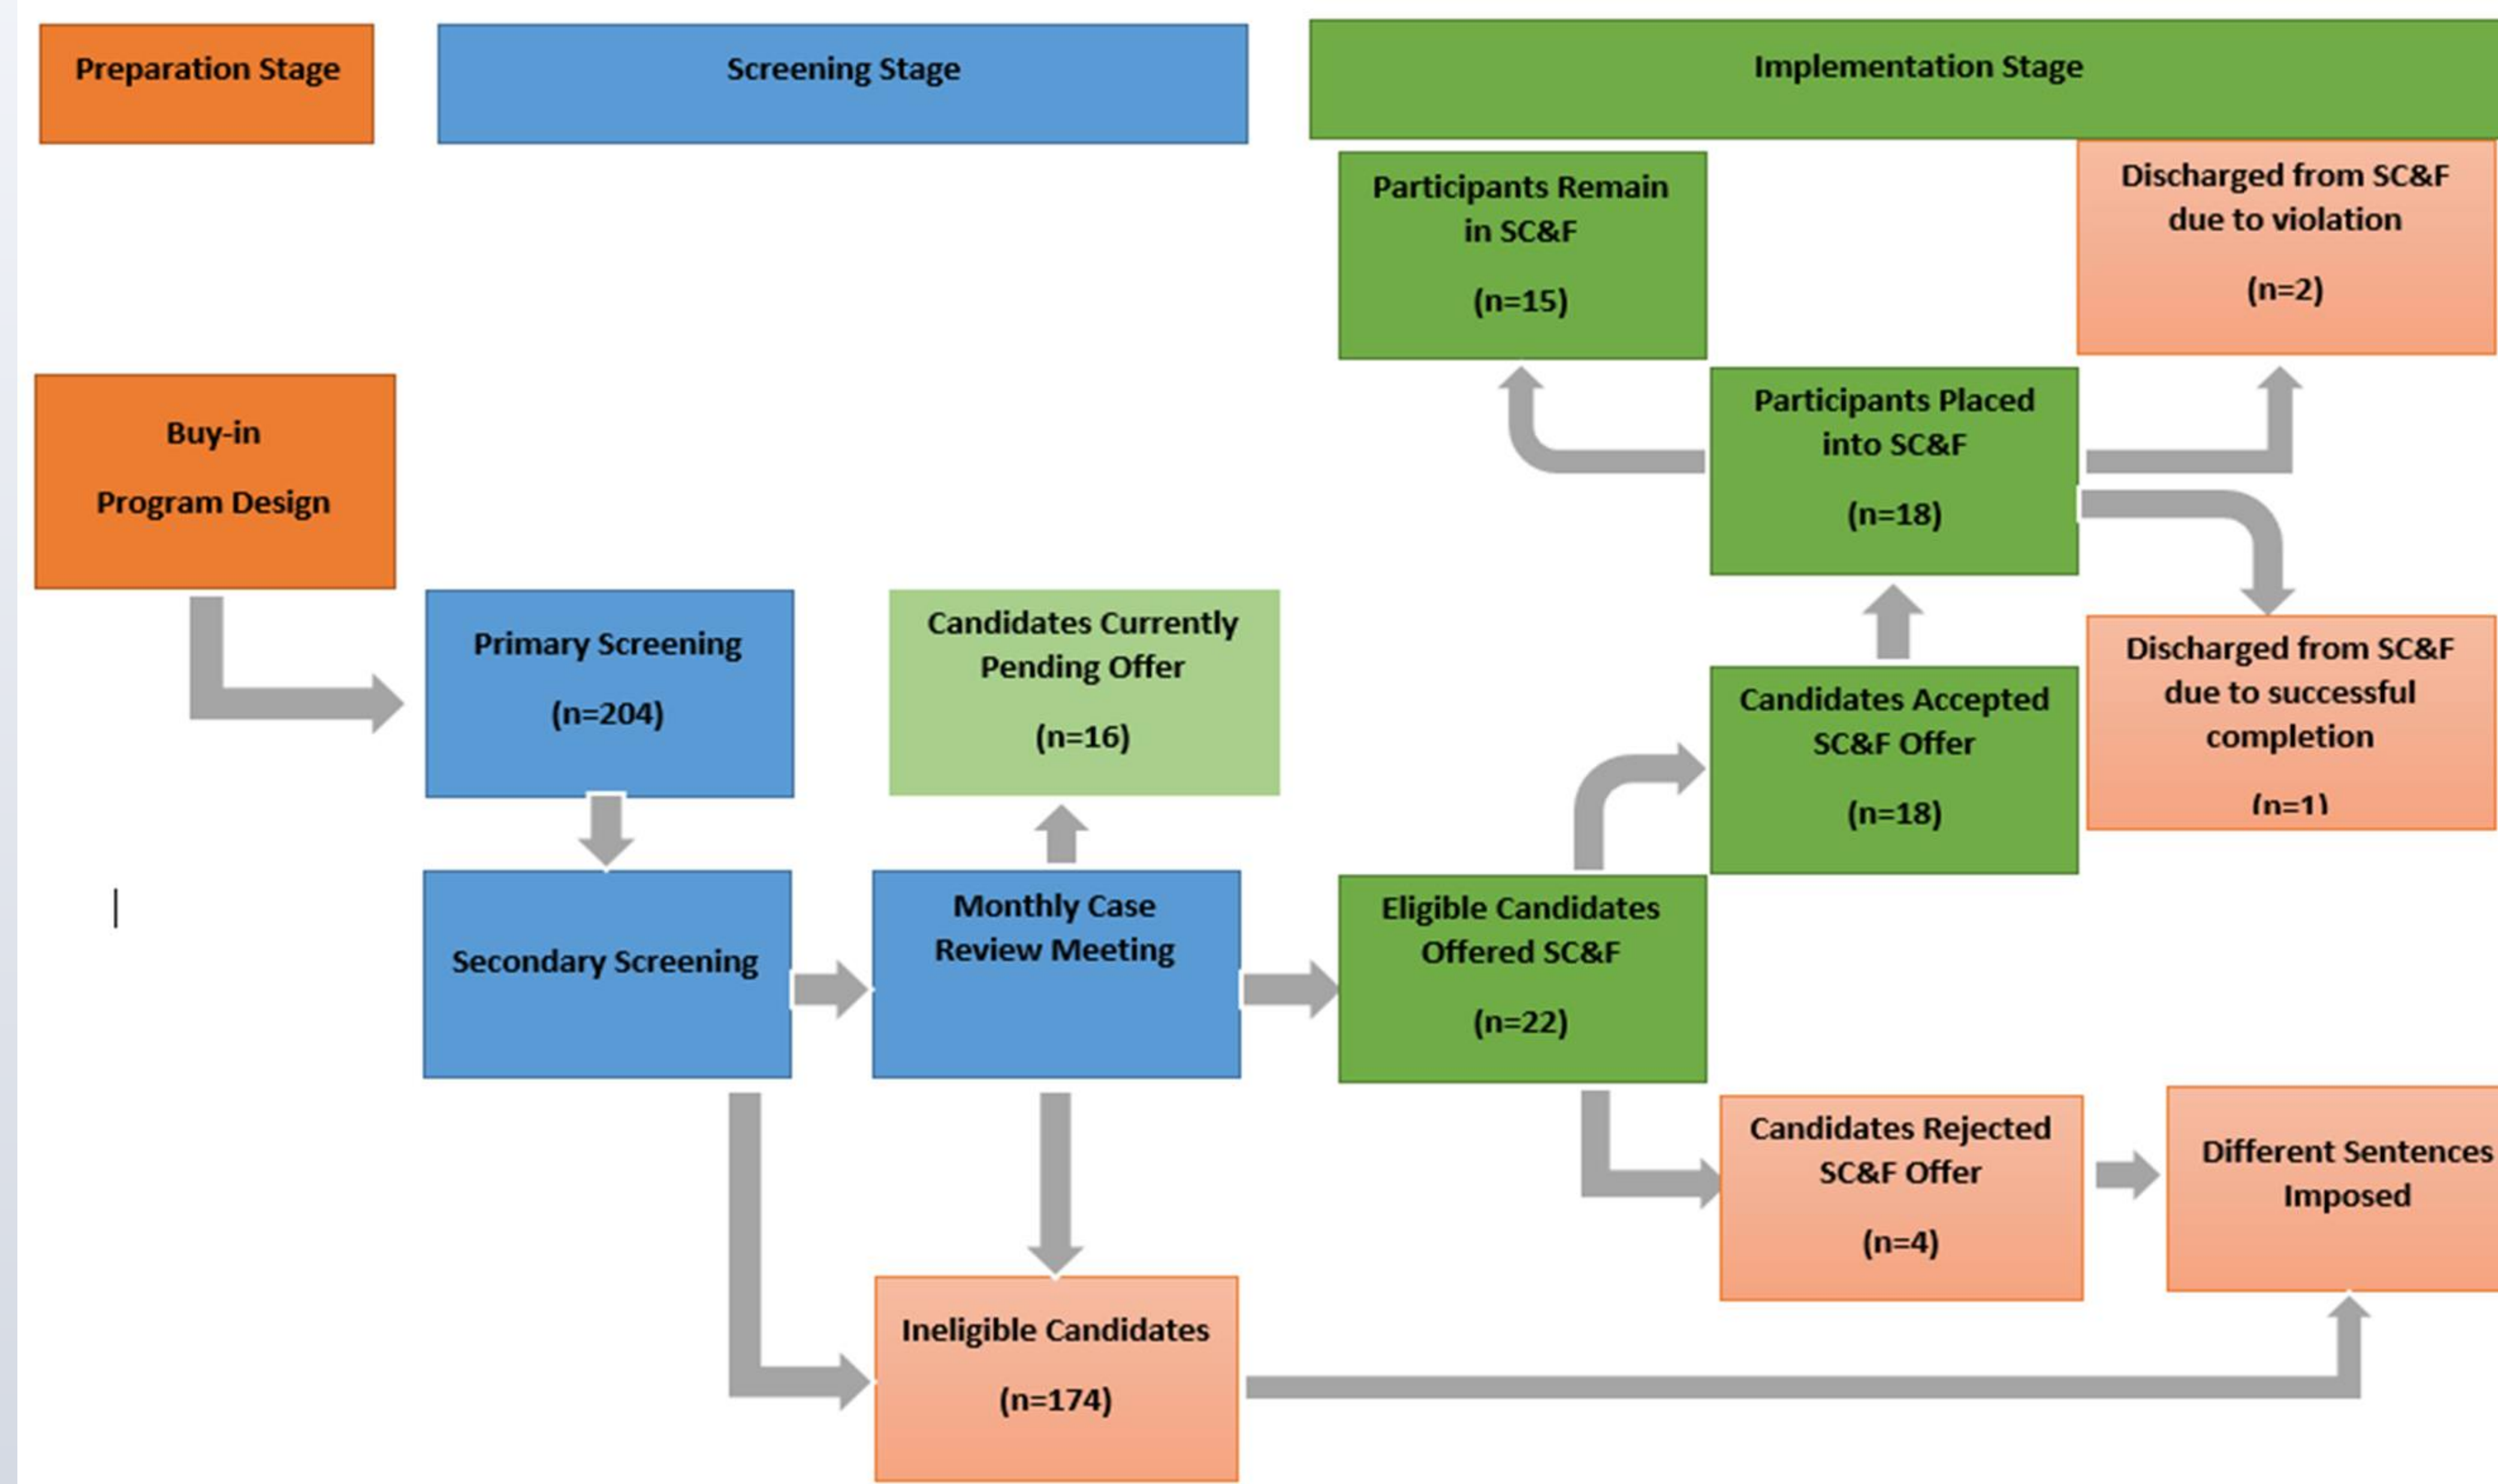 Preparation Stage
Screening Stage
Implementation Stage
Participants Remain
in SC&F
(n=15)
Discharged from SC&F
due to violation
(n=2)
Buy-in
Program Design
Participants Placed
into SC&F
(n=18)
Primary Screening
(n=204)
Candidates Currently
Pending Offer
(n=16)
Candidates Accepted
SC&F Offer
(n=18)
Discharged from SC&F
due to successful
completion
(n=1)
Secondary Screening
Monthly Case
Review Meeting
Eligible Candidates
Offered SC&F
(n=22)
Candidates Rejected
SC&F Offer
(n=4)
Different Sentences
Imposed
Ineligible Candidates
(n=174)